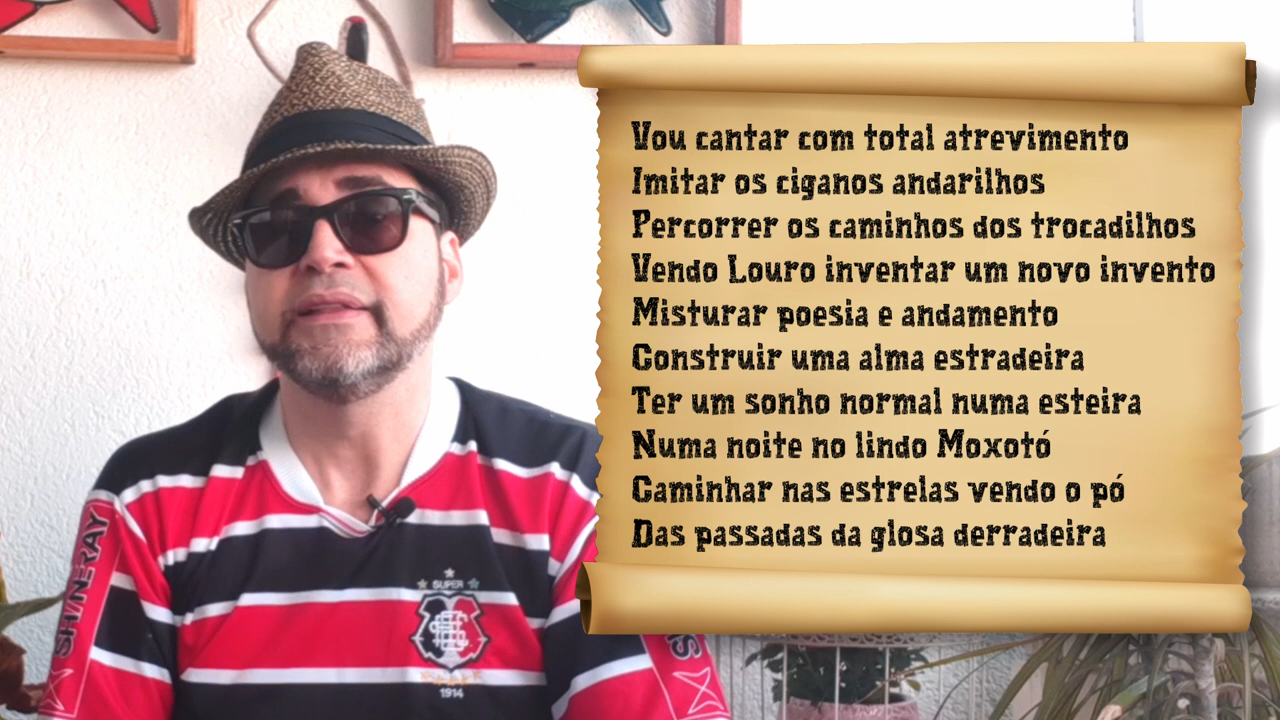 Vou cantar com total atrevimento
Imitar os ciganos andarilhos
Percorrer os caminhos dos trocadilhos
Vendo Louro inventar um novo invento
Misturar poesia e andamento
Construir uma alma estradeira
Ter um sonho normal numa esteira
Numa noite no lindo Moxotó
Caminhar nas estrelas vendo o pó
Das passadas da glosa derradeira
SHINERAY
SUPER
1914